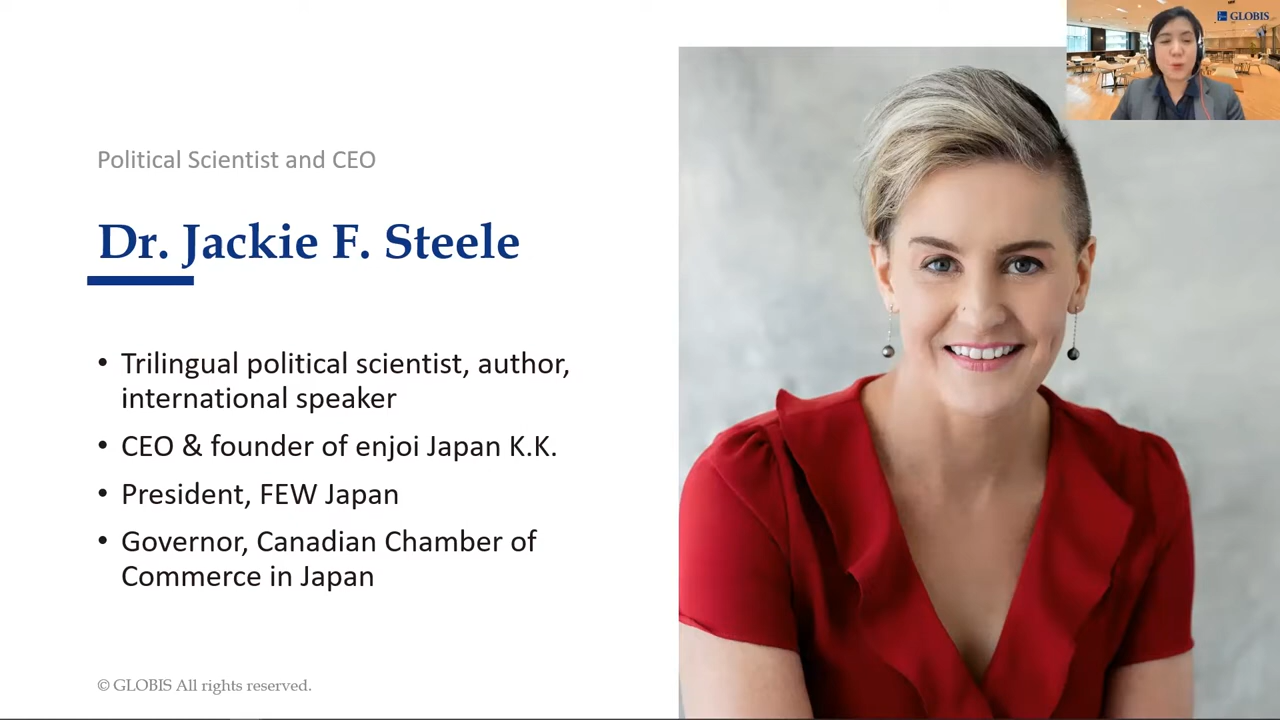 GLOBIS
Political Scientist and CEO
Dr. Jackie F. Steele
• Trilingual political scientist, author,
international speaker
• CEO & founder of enjoi Japan K.K.
• President, FEW Japan
• Governor, Canadian Chamber of
Commerce in Japan
© GLOBIS All rights reserved.